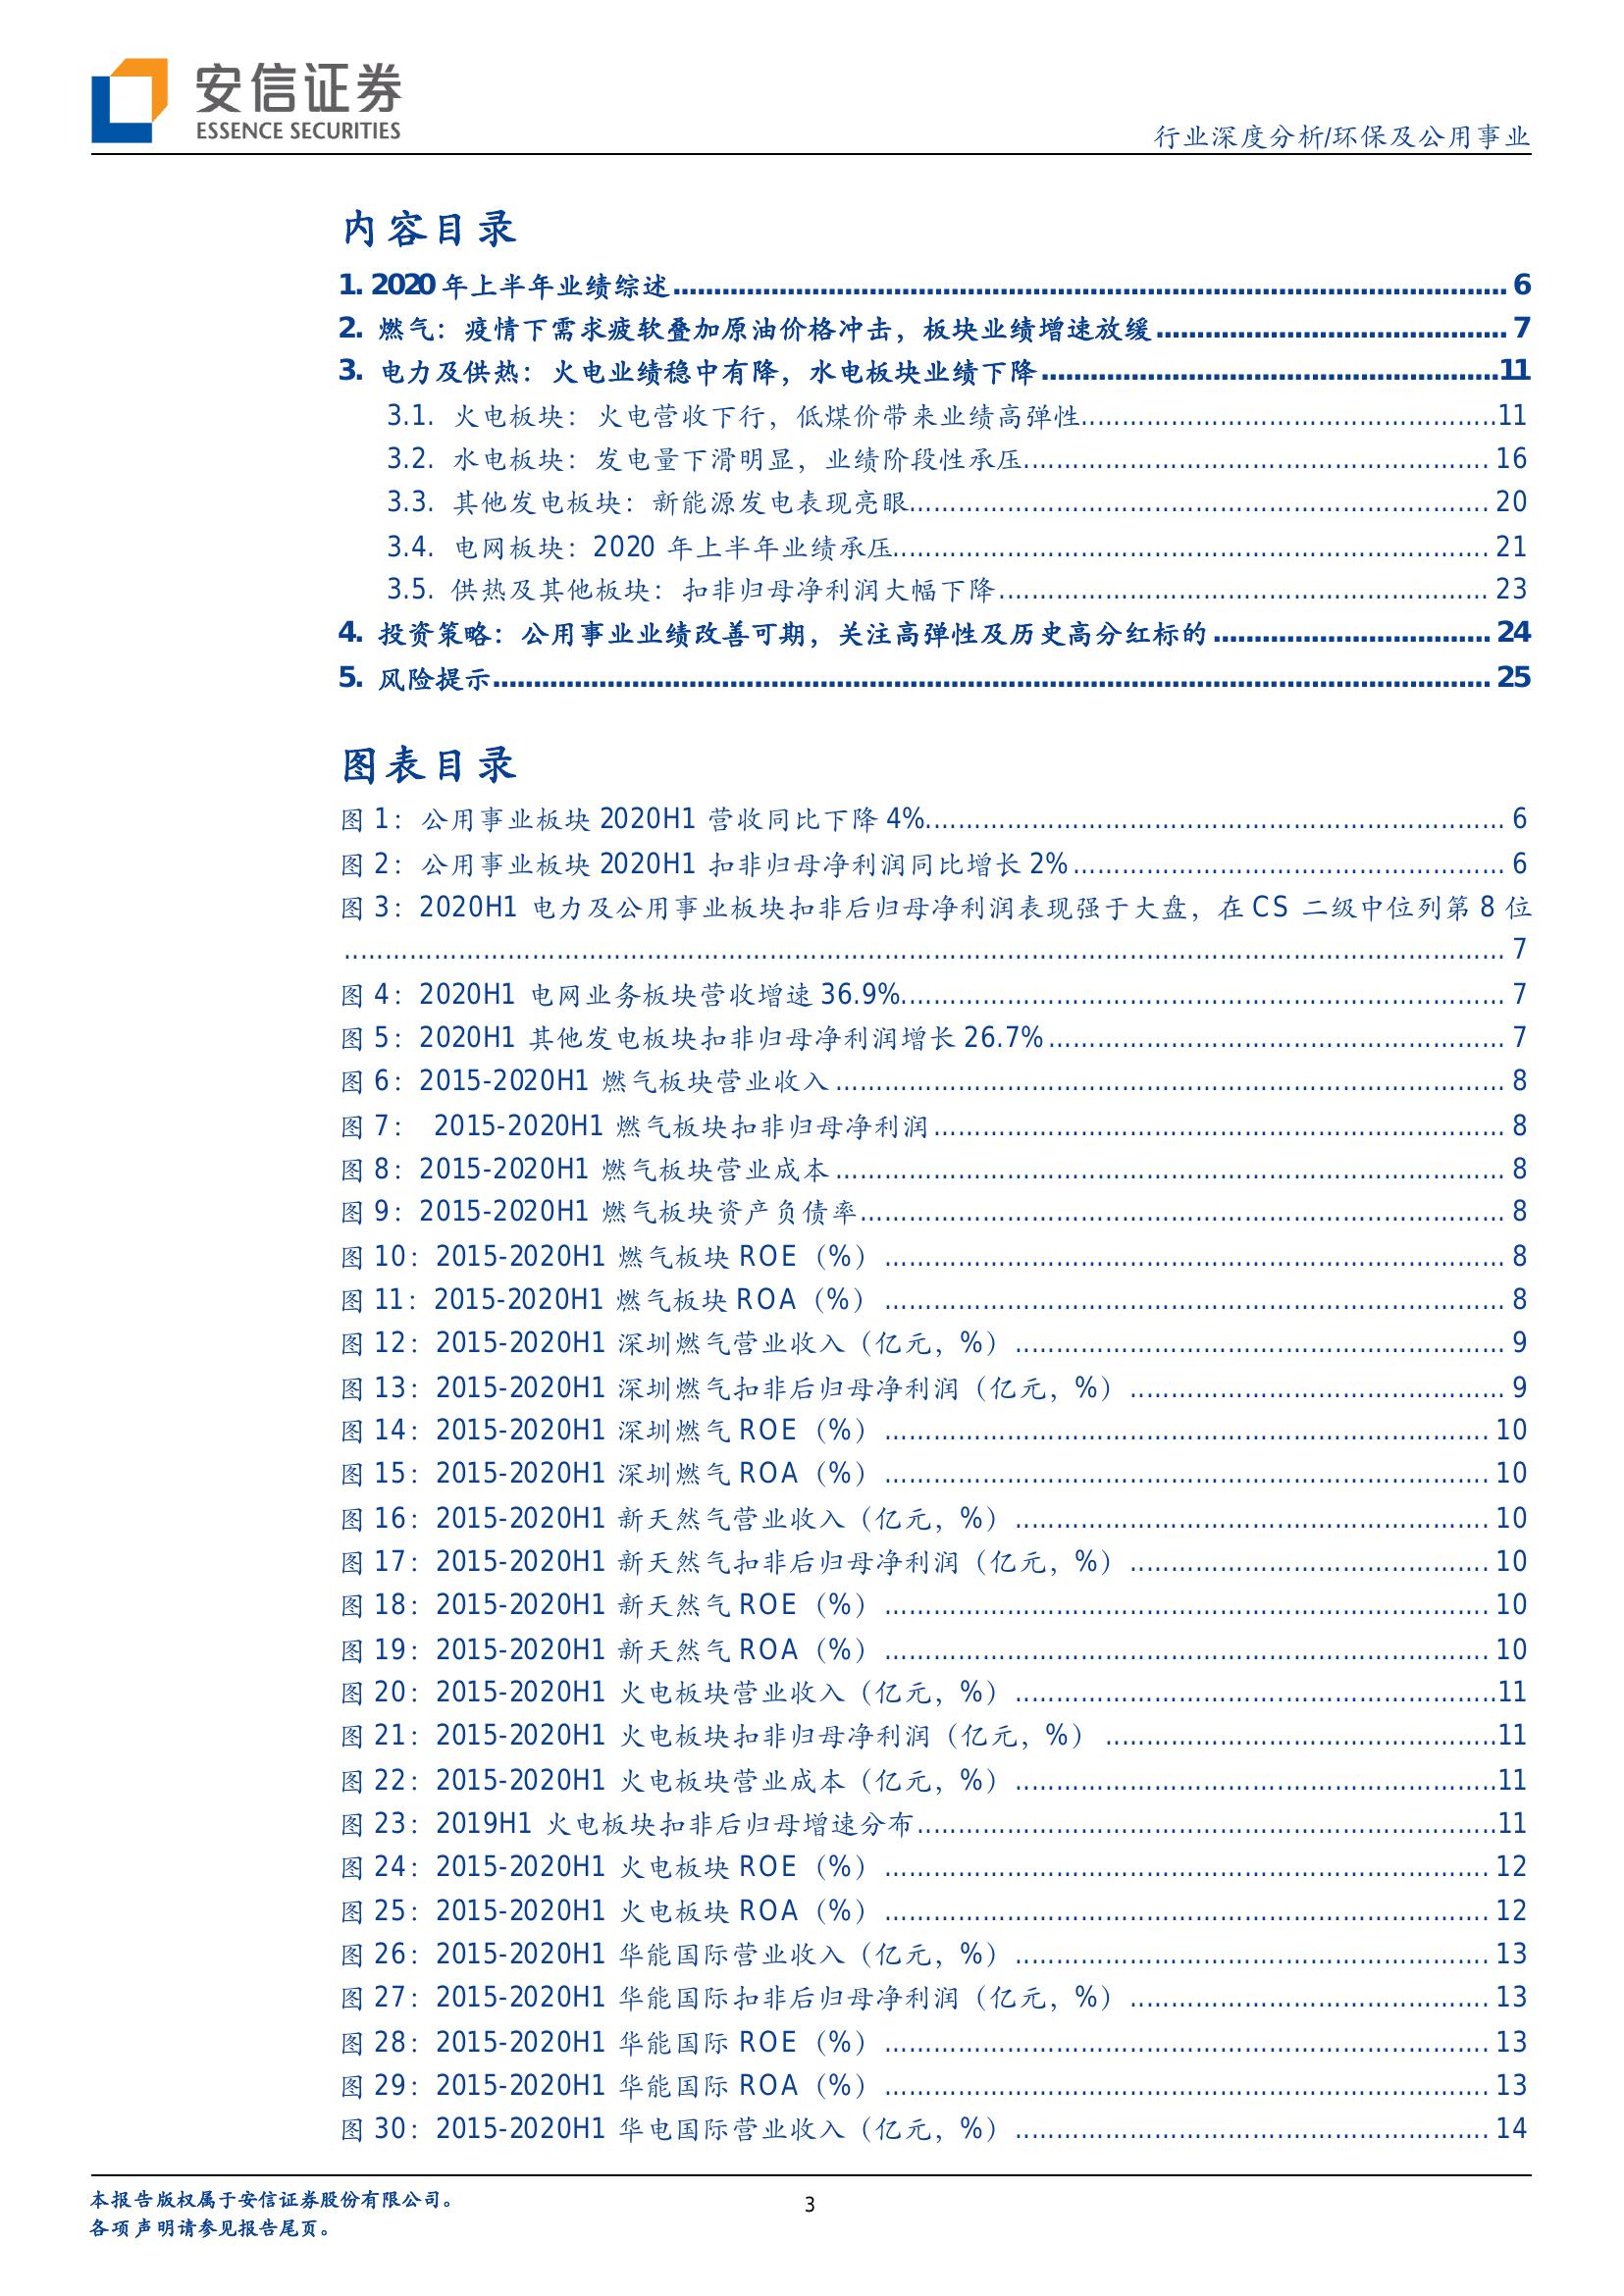 安信证券
ESSENCE SECURITIES
行业深度分析/环保及公用事业
内容目录
1. 2020 年上半年业绩综述 6
2. 燃气：疫情下需求疲软叠加原油价格冲击，板块业绩增速放缓 7
3. 电力及供热：火电业绩稳中有降，水电板块业绩下降 11
3.1. 火电板块：火电营收下行，低煤价带来业绩高弹性 11
3.2. 水电板块：发电量下滑明显，业绩阶段性承压 16
3.3. 其他发电板块：新能源发电表现亮眼 20
3.4. 电网板块：2020 年上半年业绩承压 21
3.5. 供热及其他板块：扣非归母净利润大幅下降 23
4. 投资策略：公用事业业绩改善可期，关注高弹性及历史高分红标的 24
5. 风险提示 25
图表目录
图 1：公用事业板块 2020H1 营收同比下降 4% 6
图 2：公用事业板块 2020H1 扣非归母净利润同比增长 2% 6
图 3：2020H1 电力及公用事业板块扣非后归母净利润表现强于大盘，在 CS 二级中位列第 8 位
7
图 4：2020H1 电网业务板块营收增速 36.9% 7
图 5：2020H1 其他发电板块扣非归母净利润增长 26.7% 7
图 6：2015-2020H1 燃气板块营业收入 8
图 7： 2015-2020H1 燃气板块扣非归母净利润 8
图 8：2015-2020H1 燃气板块营业成本 8
图 9：2015-2020H1 燃气板块资产负债率 8
图 10：2015-2020H1 燃气板块 ROE（%） 8
图 11：2015-2020H1 燃气板块 ROA（%） 8
图 12：2015-2020H1 深圳燃气营业收入（亿元，%） 9
图 13：2015-2020H1 深圳燃气扣非后归母净利润（亿元，%） 9
图 14：2015-2020H1 深圳燃气 ROE（%） 10
图 15：2015-2020H1 深圳燃气 ROA（%） 10
图 16：2015-2020H1 新天然气营业收入（亿元，%） 10
图 17：2015-2020H1 新天然气扣非后归母净利润（亿元，%） 10
图 18：2015-2020H1 新天然气 ROE（%） 10
图 19：2015-2020H1 新天然气 ROA（%） 10
图 20：2015-2020H1 火电板块营业收入（亿元，%） 11
图 21：2015-2020H1 火电板块扣非归母净利润（亿元，%） 11
图 22：2015-2020H1 火电板块营业成本（亿元，%） 11
图 23：2019H1 火电板块扣非后归母增速分布 11
图 24：2015-2020H1 火电板块 ROE（%） 12
图 25：2015-2020H1 火电板块 ROA（%） 12
图 26：2015-2020H1 华能国际营业收入（亿元，%） 13
图 27：2015-2020H1 华能国际扣非后归母净利润（亿元，%） 13
图 28：2015-2020H1 华能国际 ROE（%） 13
图 29：2015-2020H1 华能国际 ROA（%） 13
图 30：2015-2020H1 华电国际营业收入（亿元，%） 14
本报告版权属于安信证券股份有限公司。
各项声明请参见报告尾页。
3